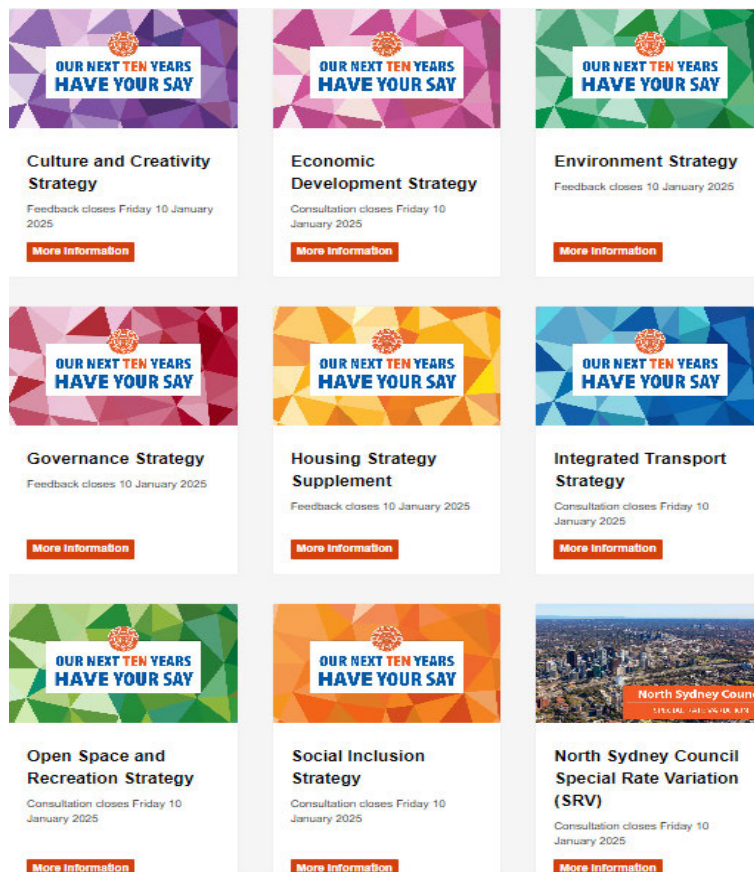 OUR NEXT TEN YEARS
HAVE YOUR SAY
Culture and Creativity
Strategy
Feedback closes Friday 10 January
2025
More Information
OUR NEXT TEN YEARS
HAVE YOUR SAY
Economic
Development Strategy
Consultation closes Friday 10
January 2025
More Information
OUR NEXT TEN YEARS
HAVE YOUR SAY
Environment Strategy
Feedback closes 10 January 2025
More Information
OUR NEXT TEN YEARS
HAVE YOUR SAY
Governance Strategy
Feedback closes 10 January 2025
More Information
OUR NEXT TEN YEARS
HAVE YOUR SAY
Housing Strategy
Supplement
Feedback closes 10 January 2025
More Information
OUR NEXT TEN YEARS
HAVE YOUR SAY
Integrated Transport
Strategy
Consultation closes Friday 10
January 2025
More Information
OUR NEXT TEN YEARS
HAVE YOUR SAY
Open Space and
Recreation Strategy
Consultation closes Friday 10
January 2025
More Information
OUR NEXT TEN YEARS
HAVE YOUR SAY
Social Inclusion
Strategy
Consultation closes Friday 10
January 2025
More Information
North Sydney Coun
SPECIAL RATE VARIATION
North Sydney Council
Special Rate Variation
(SRV)
Consultation closes Friday 10
January 2025
More Information